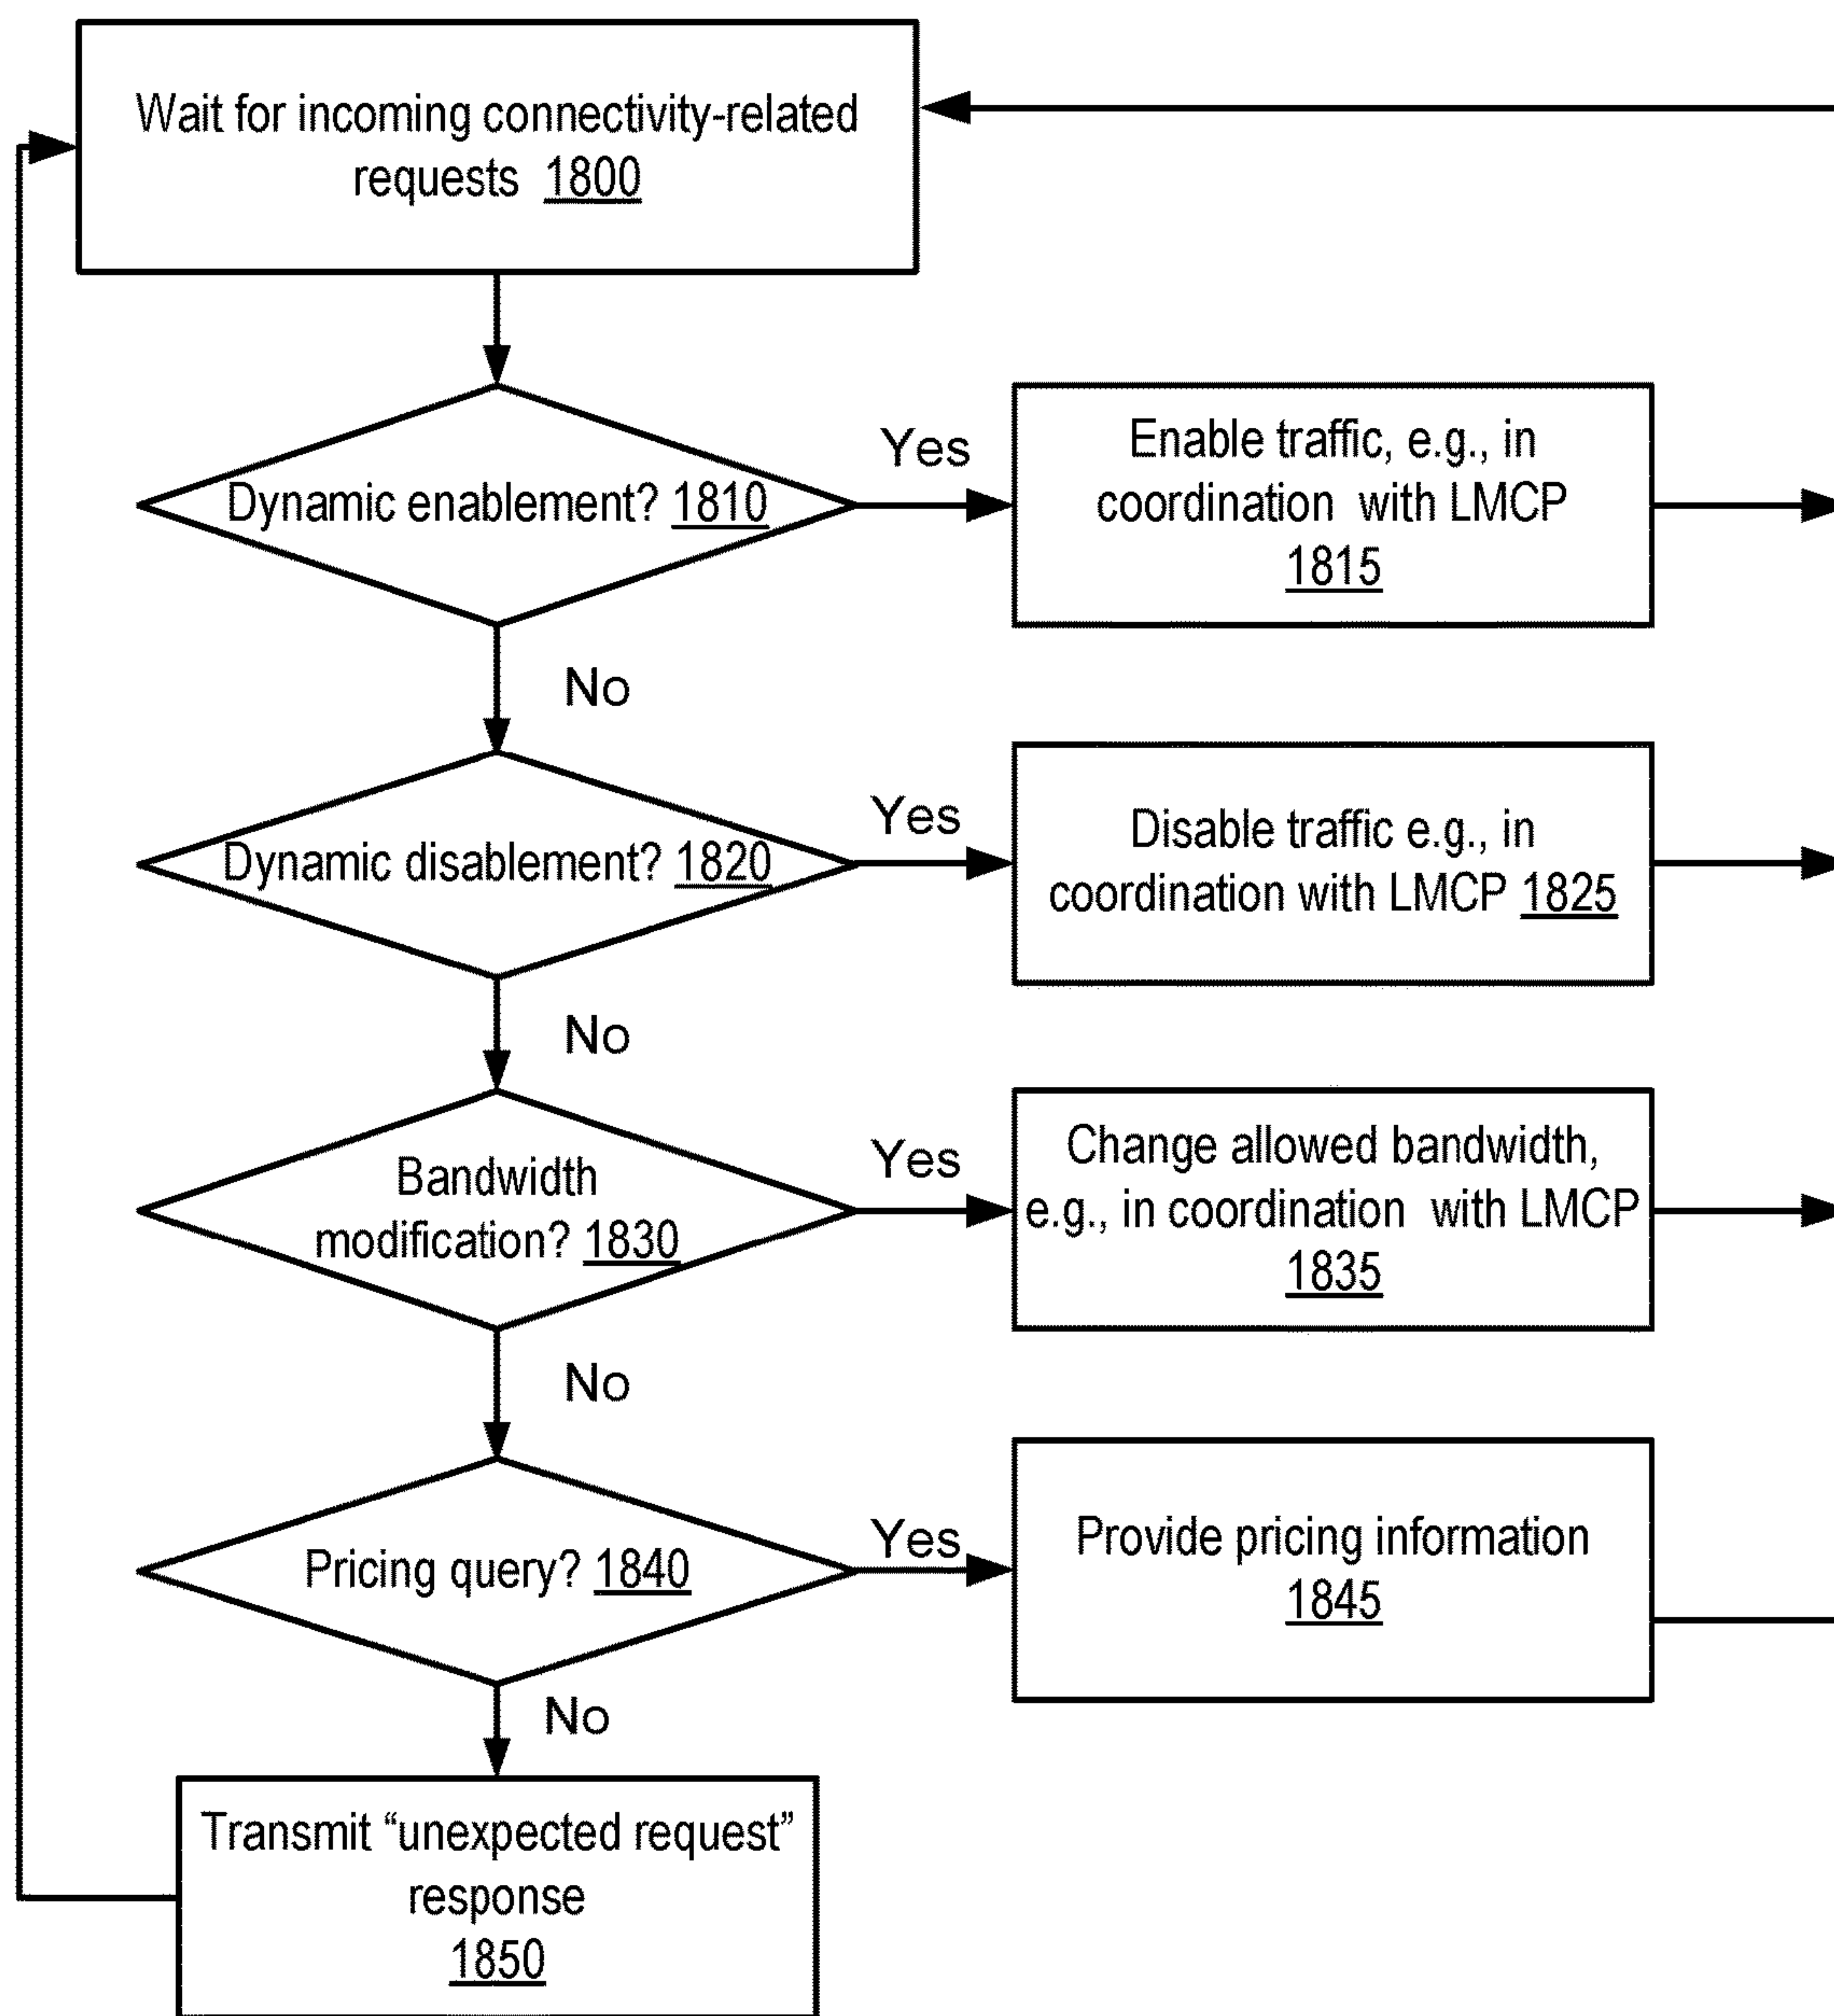 Wait for incoming connectivity-related
requests 1800
Dynamic enablement? 1810
Yes
Enable traffic, e.g., in
coordination with LMCP
1815
No
Dynamic disablement? 1820
Yes
Disable traffic e.g., in
coordination with LMCP 1825
No
Bandwidth
modification? 1830
Yes
Change allowed bandwidth,
e.g., in coordination with LMCP
1835
No
Pricing query? 1840
Yes
Provide pricing information
1845
No
Transmit “unexpected request”
response
1850